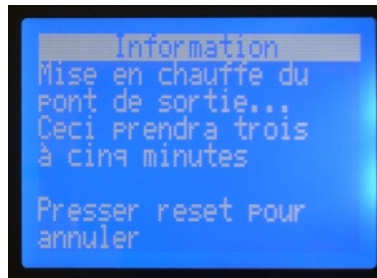 Information
Mise en chauffe du
pont de sortie...
Ceci prendra trois
à cinq minutes
Presser reset pour
annuler